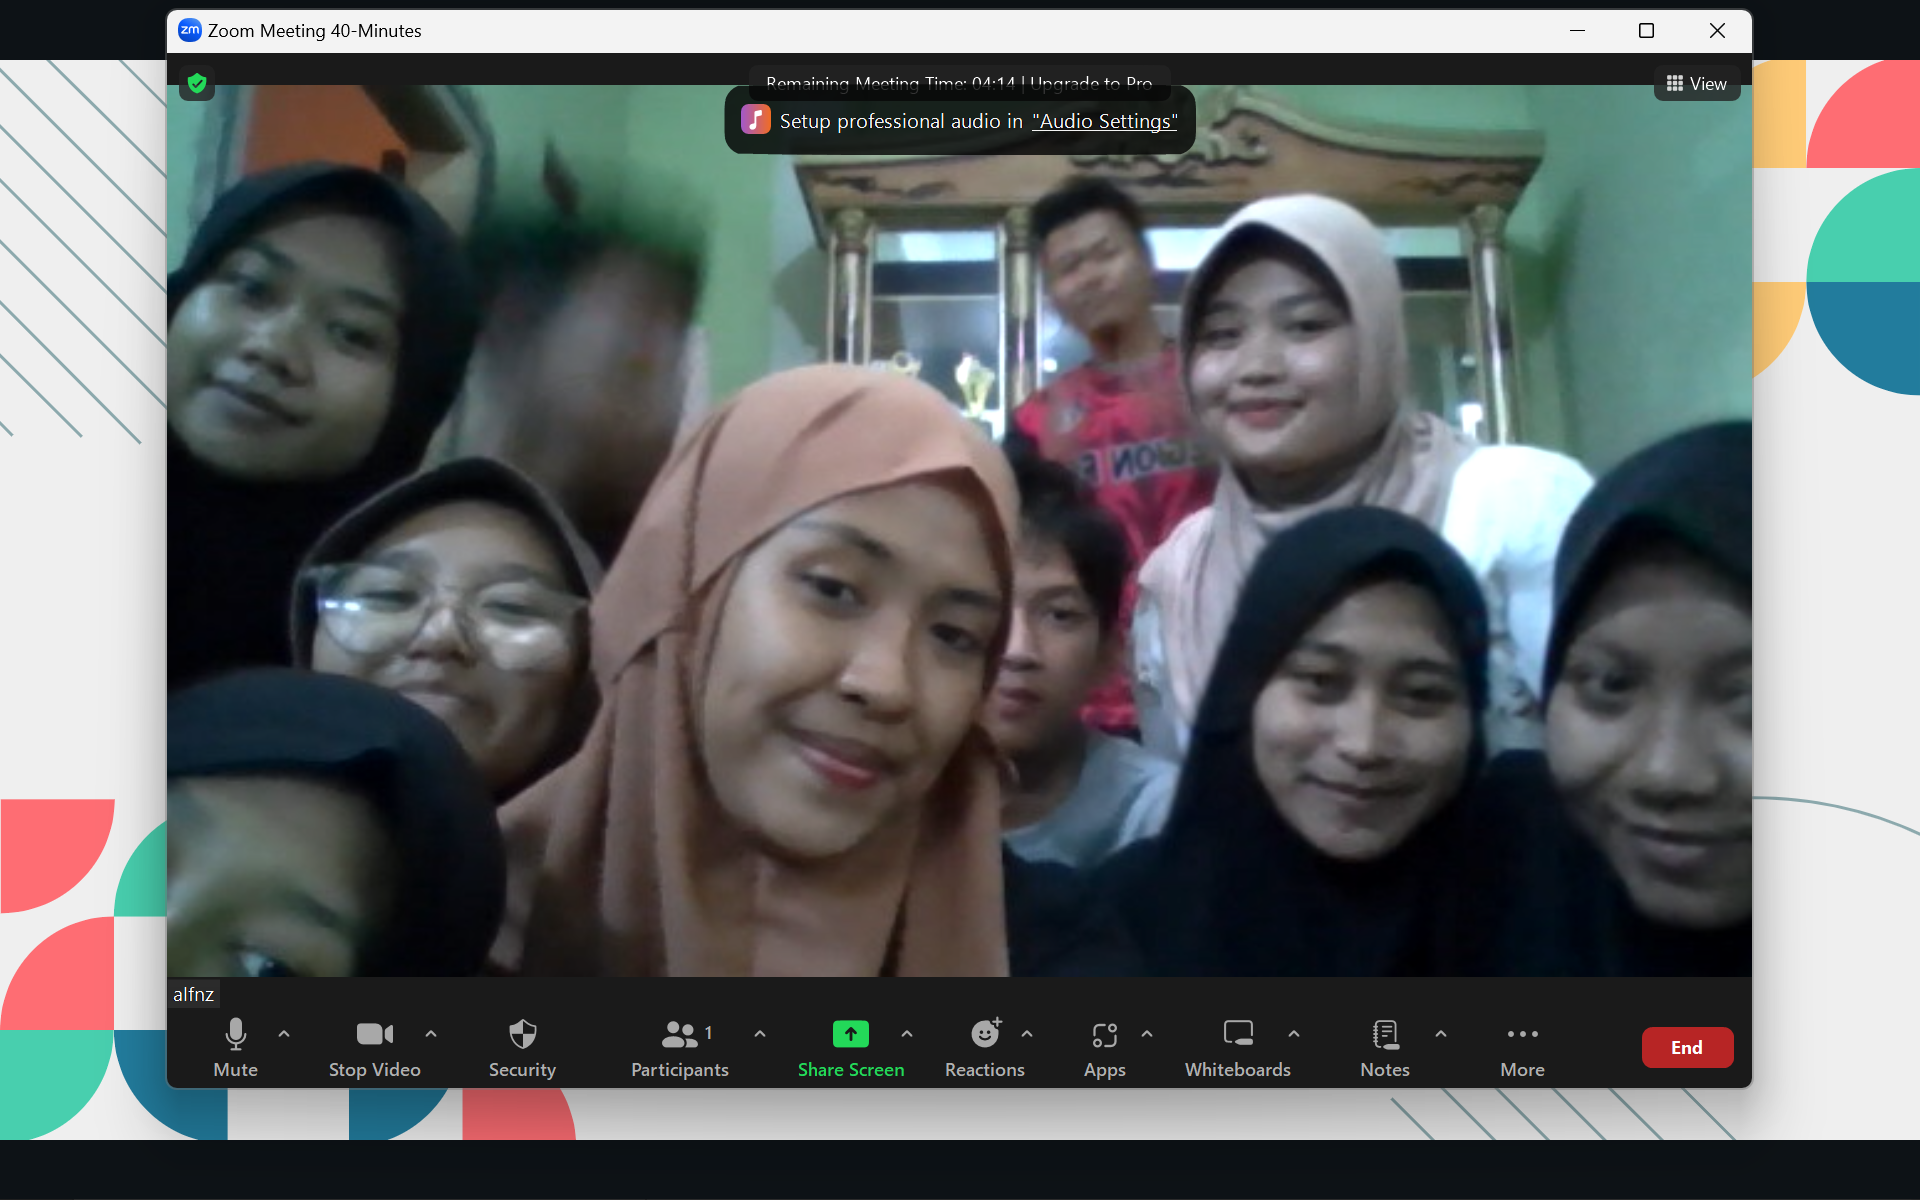 zm Zoom Meeting 40-Minutes
Remaining Meeting Time: 04:14 | Upgrade to Pro
View
Setup professional audio in "Audio Settings"
alfnz
1
Mute
Stop Video
Security
Participants
Share Screen
Reactions
Apps
Whiteboards
Notes
More
End